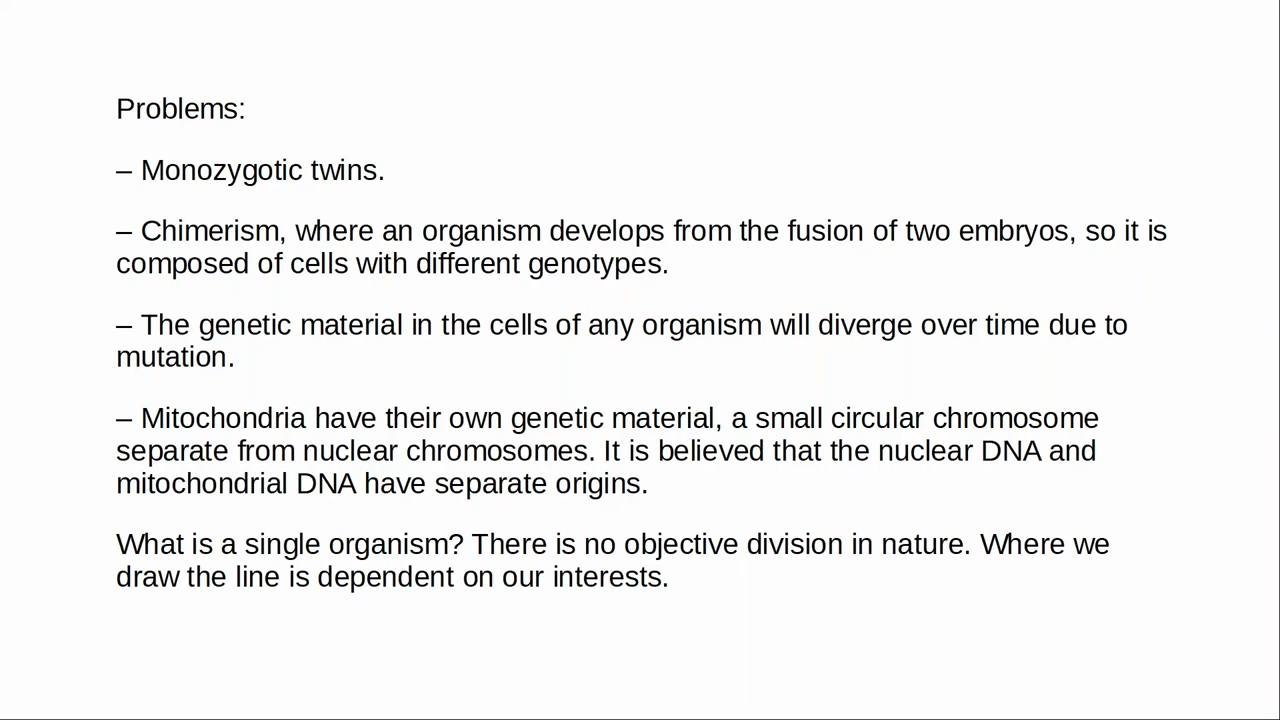 Problems:
– Monozygotic twins.
– Chimerism, where an organism develops from the fusion of two embryos, so it is
composed of cells with different genotypes.
– The genetic material in the cells of any organism will diverge over time due to
mutation.
– Mitochondria have their own genetic material, a small circular chromosome
separate from nuclear chromosomes. It is believed that the nuclear DNA and
mitochondrial DNA have separate origins.
What is a single organism? There is no objective division in nature. Where we
draw the line is dependent on our interests.